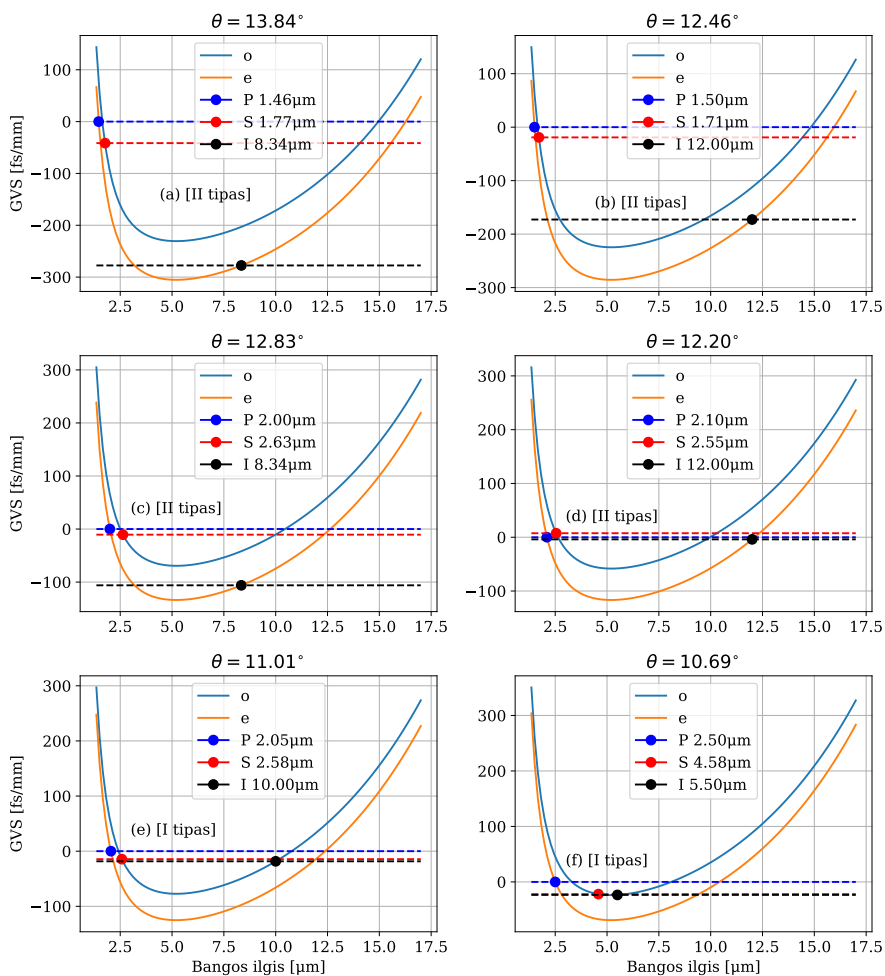 θ = 13.84°
GVS [fs/mm]
100
0
−100
−200
−300
o
e
P 1.46μm
S 1.77μm
I 8.34μm
(a) [II tipas]
2.5 5.0 7.5 10.0 12.5 15.0 17.5
θ = 12.46°
100
0
−100
−200
−300
o
e
P 1.50μm
S 1.71μm
I 12.00μm
(b) [II tipas]
2.5 5.0 7.5 10.0 12.5 15.0 17.5
θ = 12.83°
GVS [fs/mm]
300
200
100
0
−100
o
e
P 2.00μm
S 2.63μm
I 8.34μm
(c) [II tipas]
2.5 5.0 7.5 10.0 12.5 15.0 17.5
θ = 12.20°
300
200
100
0
−100
o
e
P 2.10μm
S 2.55μm
I 12.00μm
(d) [II tipas]
2.5 5.0 7.5 10.0 12.5 15.0 17.5
θ = 11.01°
GVS [fs/mm]
300
200
100
0
−100
o
e
P 2.05μm
S 2.58μm
I 10.00μm
(e) [I tipas]
2.5 5.0 7.5 10.0 12.5 15.0 17.5
Bangos ilgis [μm]
θ = 10.69°
300
200
100
0
−100
o
e
P 2.50μm
S 4.58μm
I 5.50μm
(f) [I tipas]
2.5 5.0 7.5 10.0 12.5 15.0 17.5
Bangos ilgis [μm]